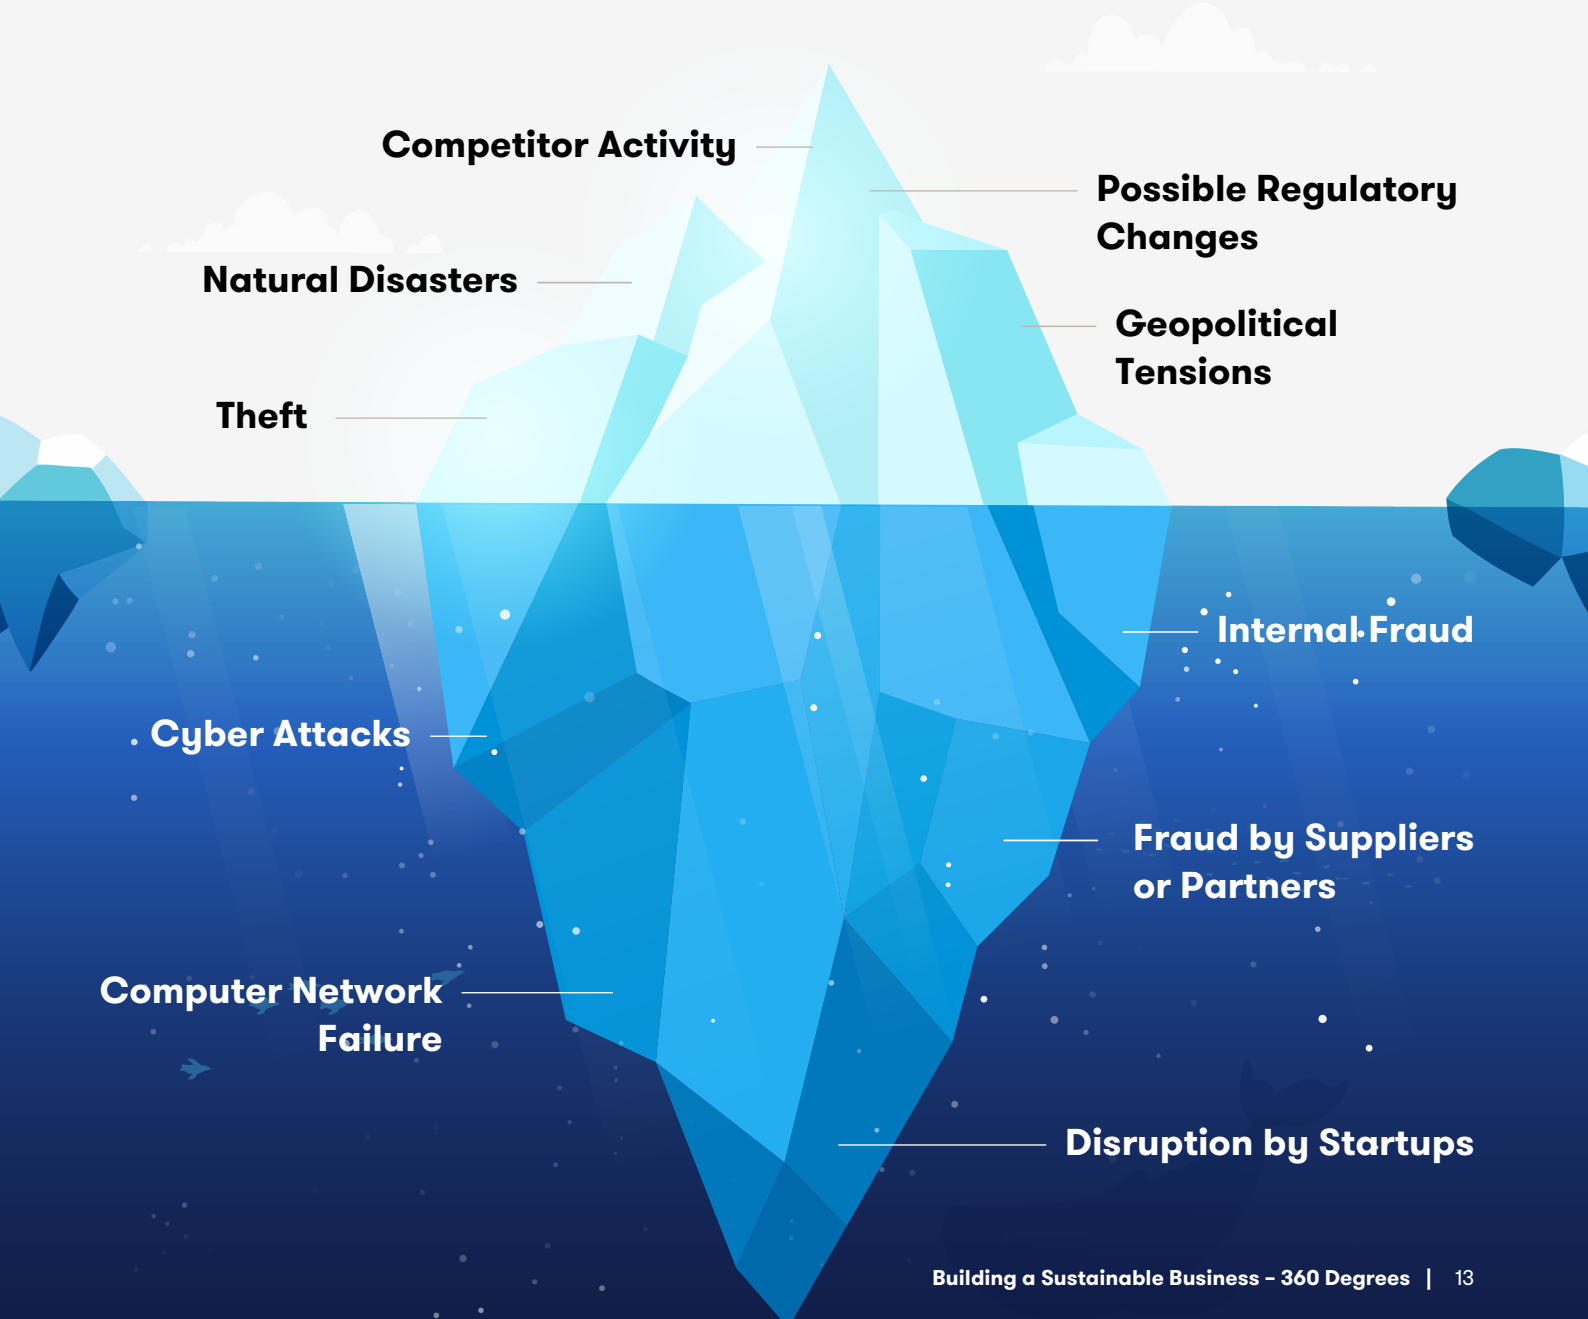 Competitor Activity
Possible Regulatory
Changes
Natural Disasters
Geopolitical
Tensions
Theft
Internal Fraud
Cyber Attacks
Fraud by Suppliers
or Partners
Computer Network
Failure
Disruption by Startups
Building a Sustainable Business – 360 Degrees | 13